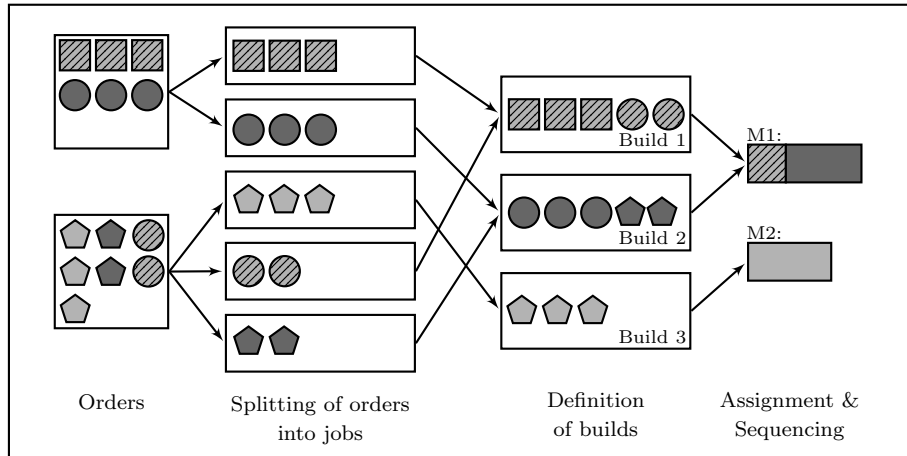 Build 1
Build 2
Build 3
M1:
M2:
Orders
Splitting of orders
into jobs
Definition
of builds
Assignment &
Sequencing